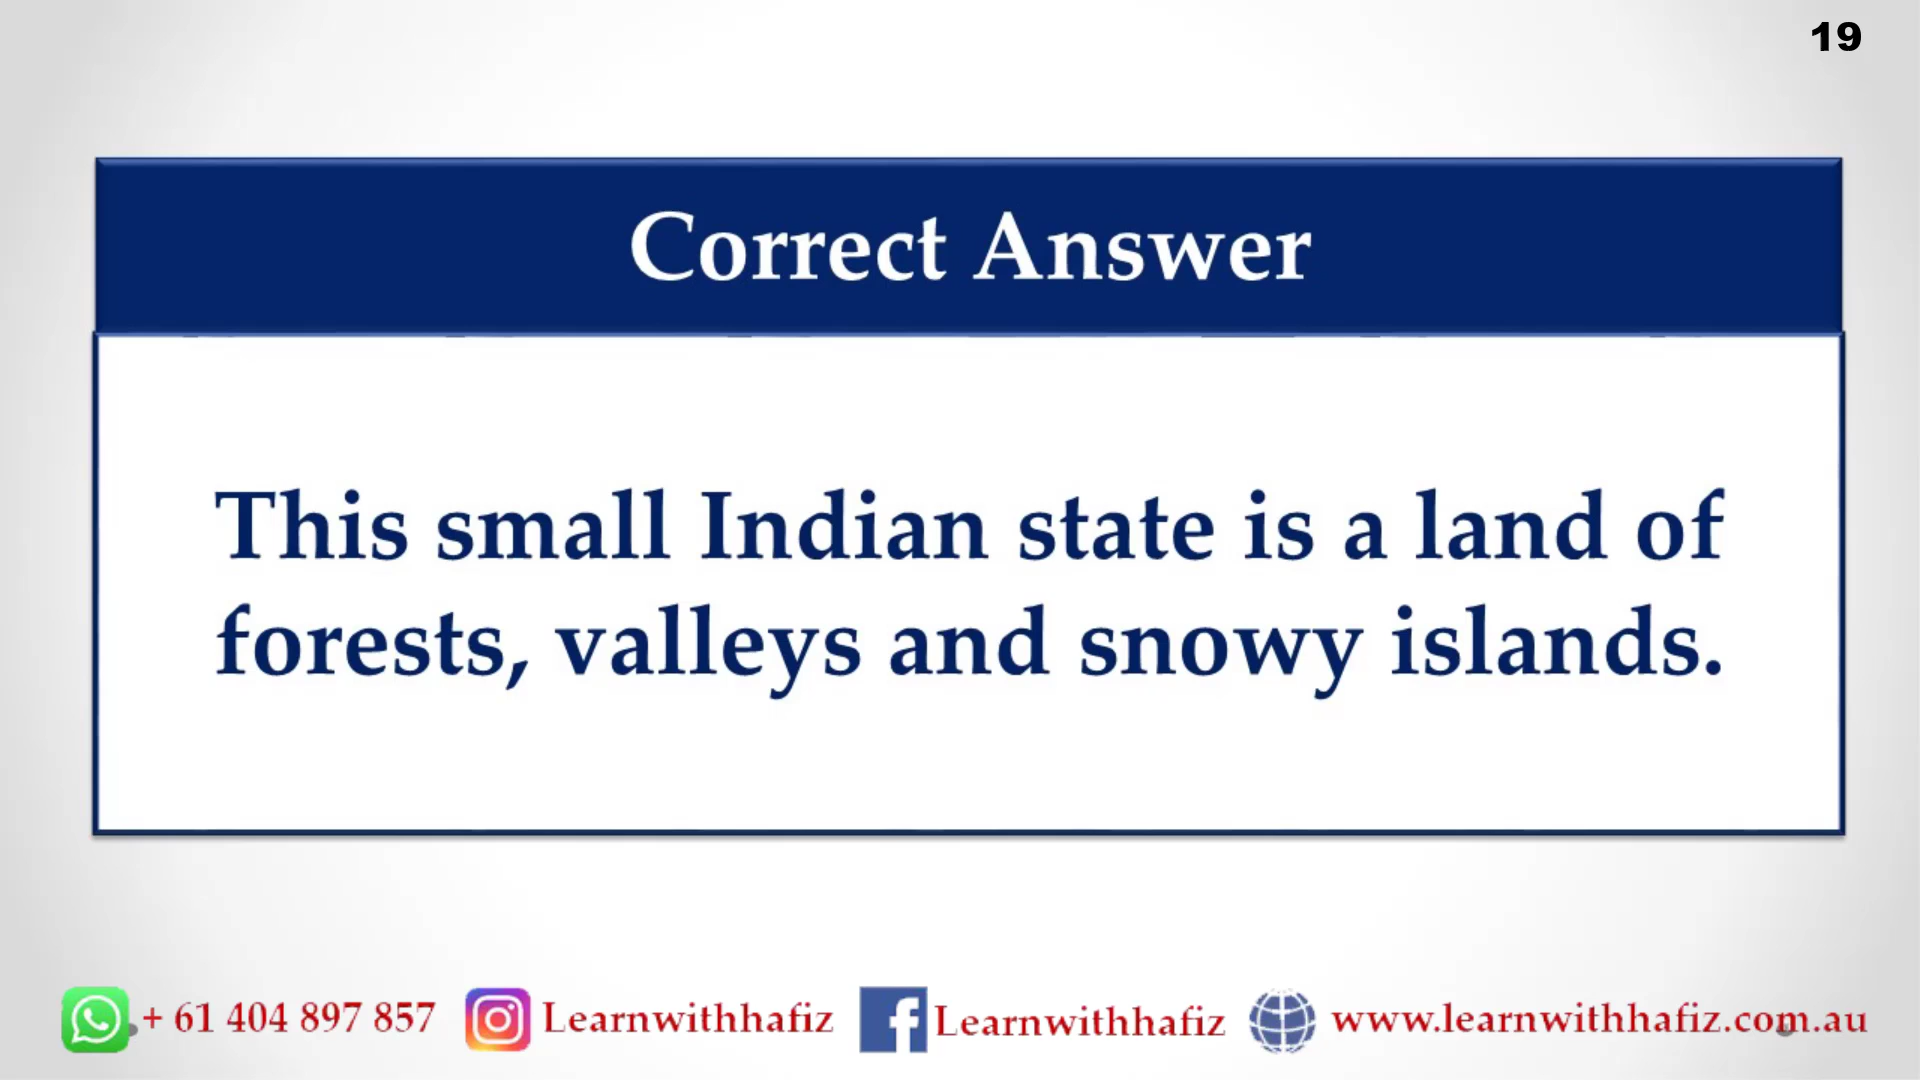 19
Correct Answer
This small Indian state is a land of
forests, valleys and snowy islands.
+ 61 404 897 857 Learnwithhafiz Learnwithhafiz www.learnwithhafiz.com.au